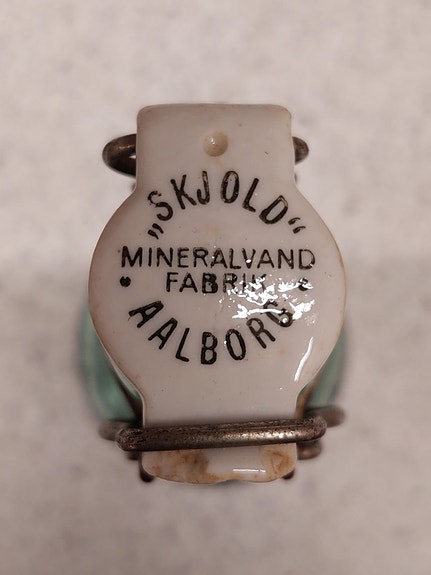 „SKJOLD“
MINERALVAND
FABRIK
• AALBORG •